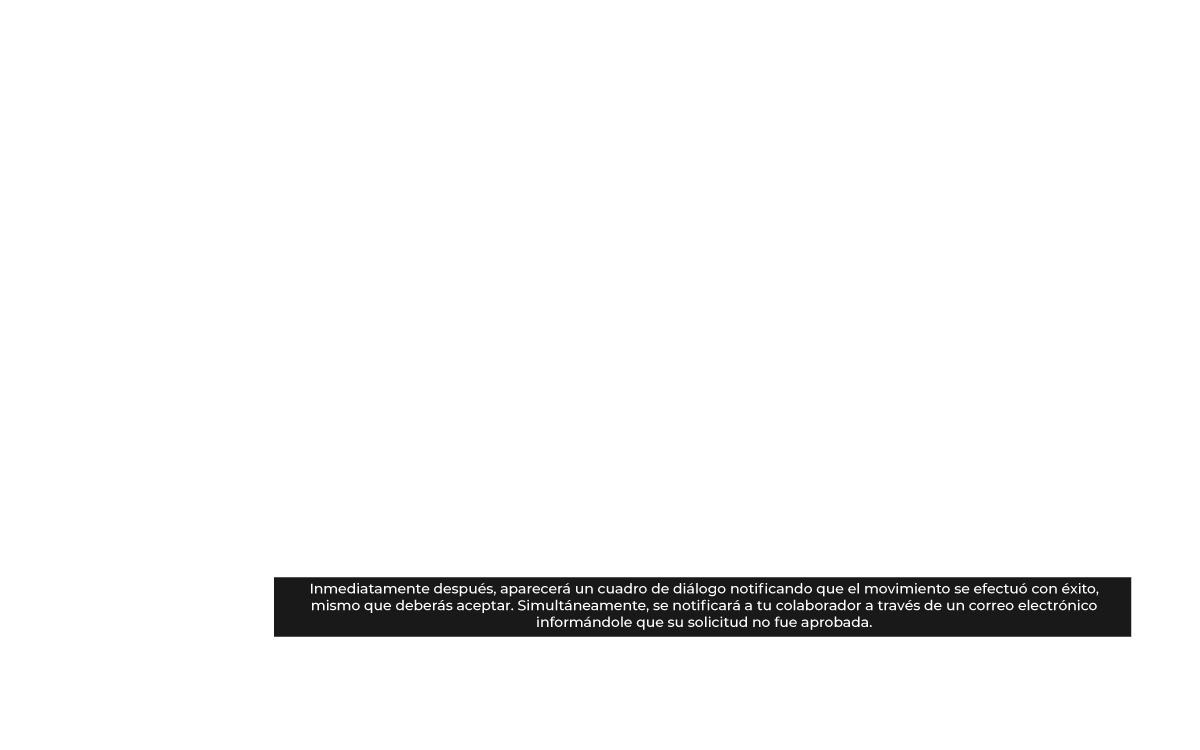 Inmediatamente después, aparecerá un cuadro de diálogo notificando que el movimiento se efectuó con éxito,
mismo que deberás aceptar. Simultáneamente, se notificará a tu colaborador a través de un correo electrónico
informándole que su solicitud no fue aprobada.